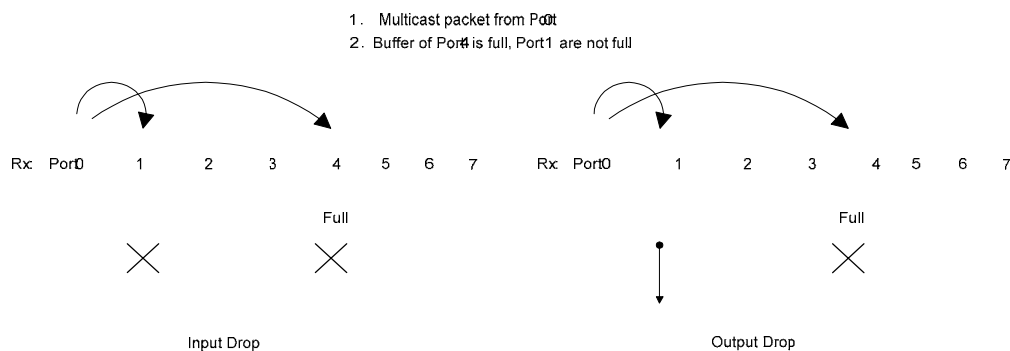 1. Multicast packet from Port0
2. Buffer of Port4 is full, Port1 are not full
Rx: Port0 1 2 3 4 5 6 7
Rx: Port0 1 2 3 4 5 6 7
Full
Full
Input Drop
Output Drop